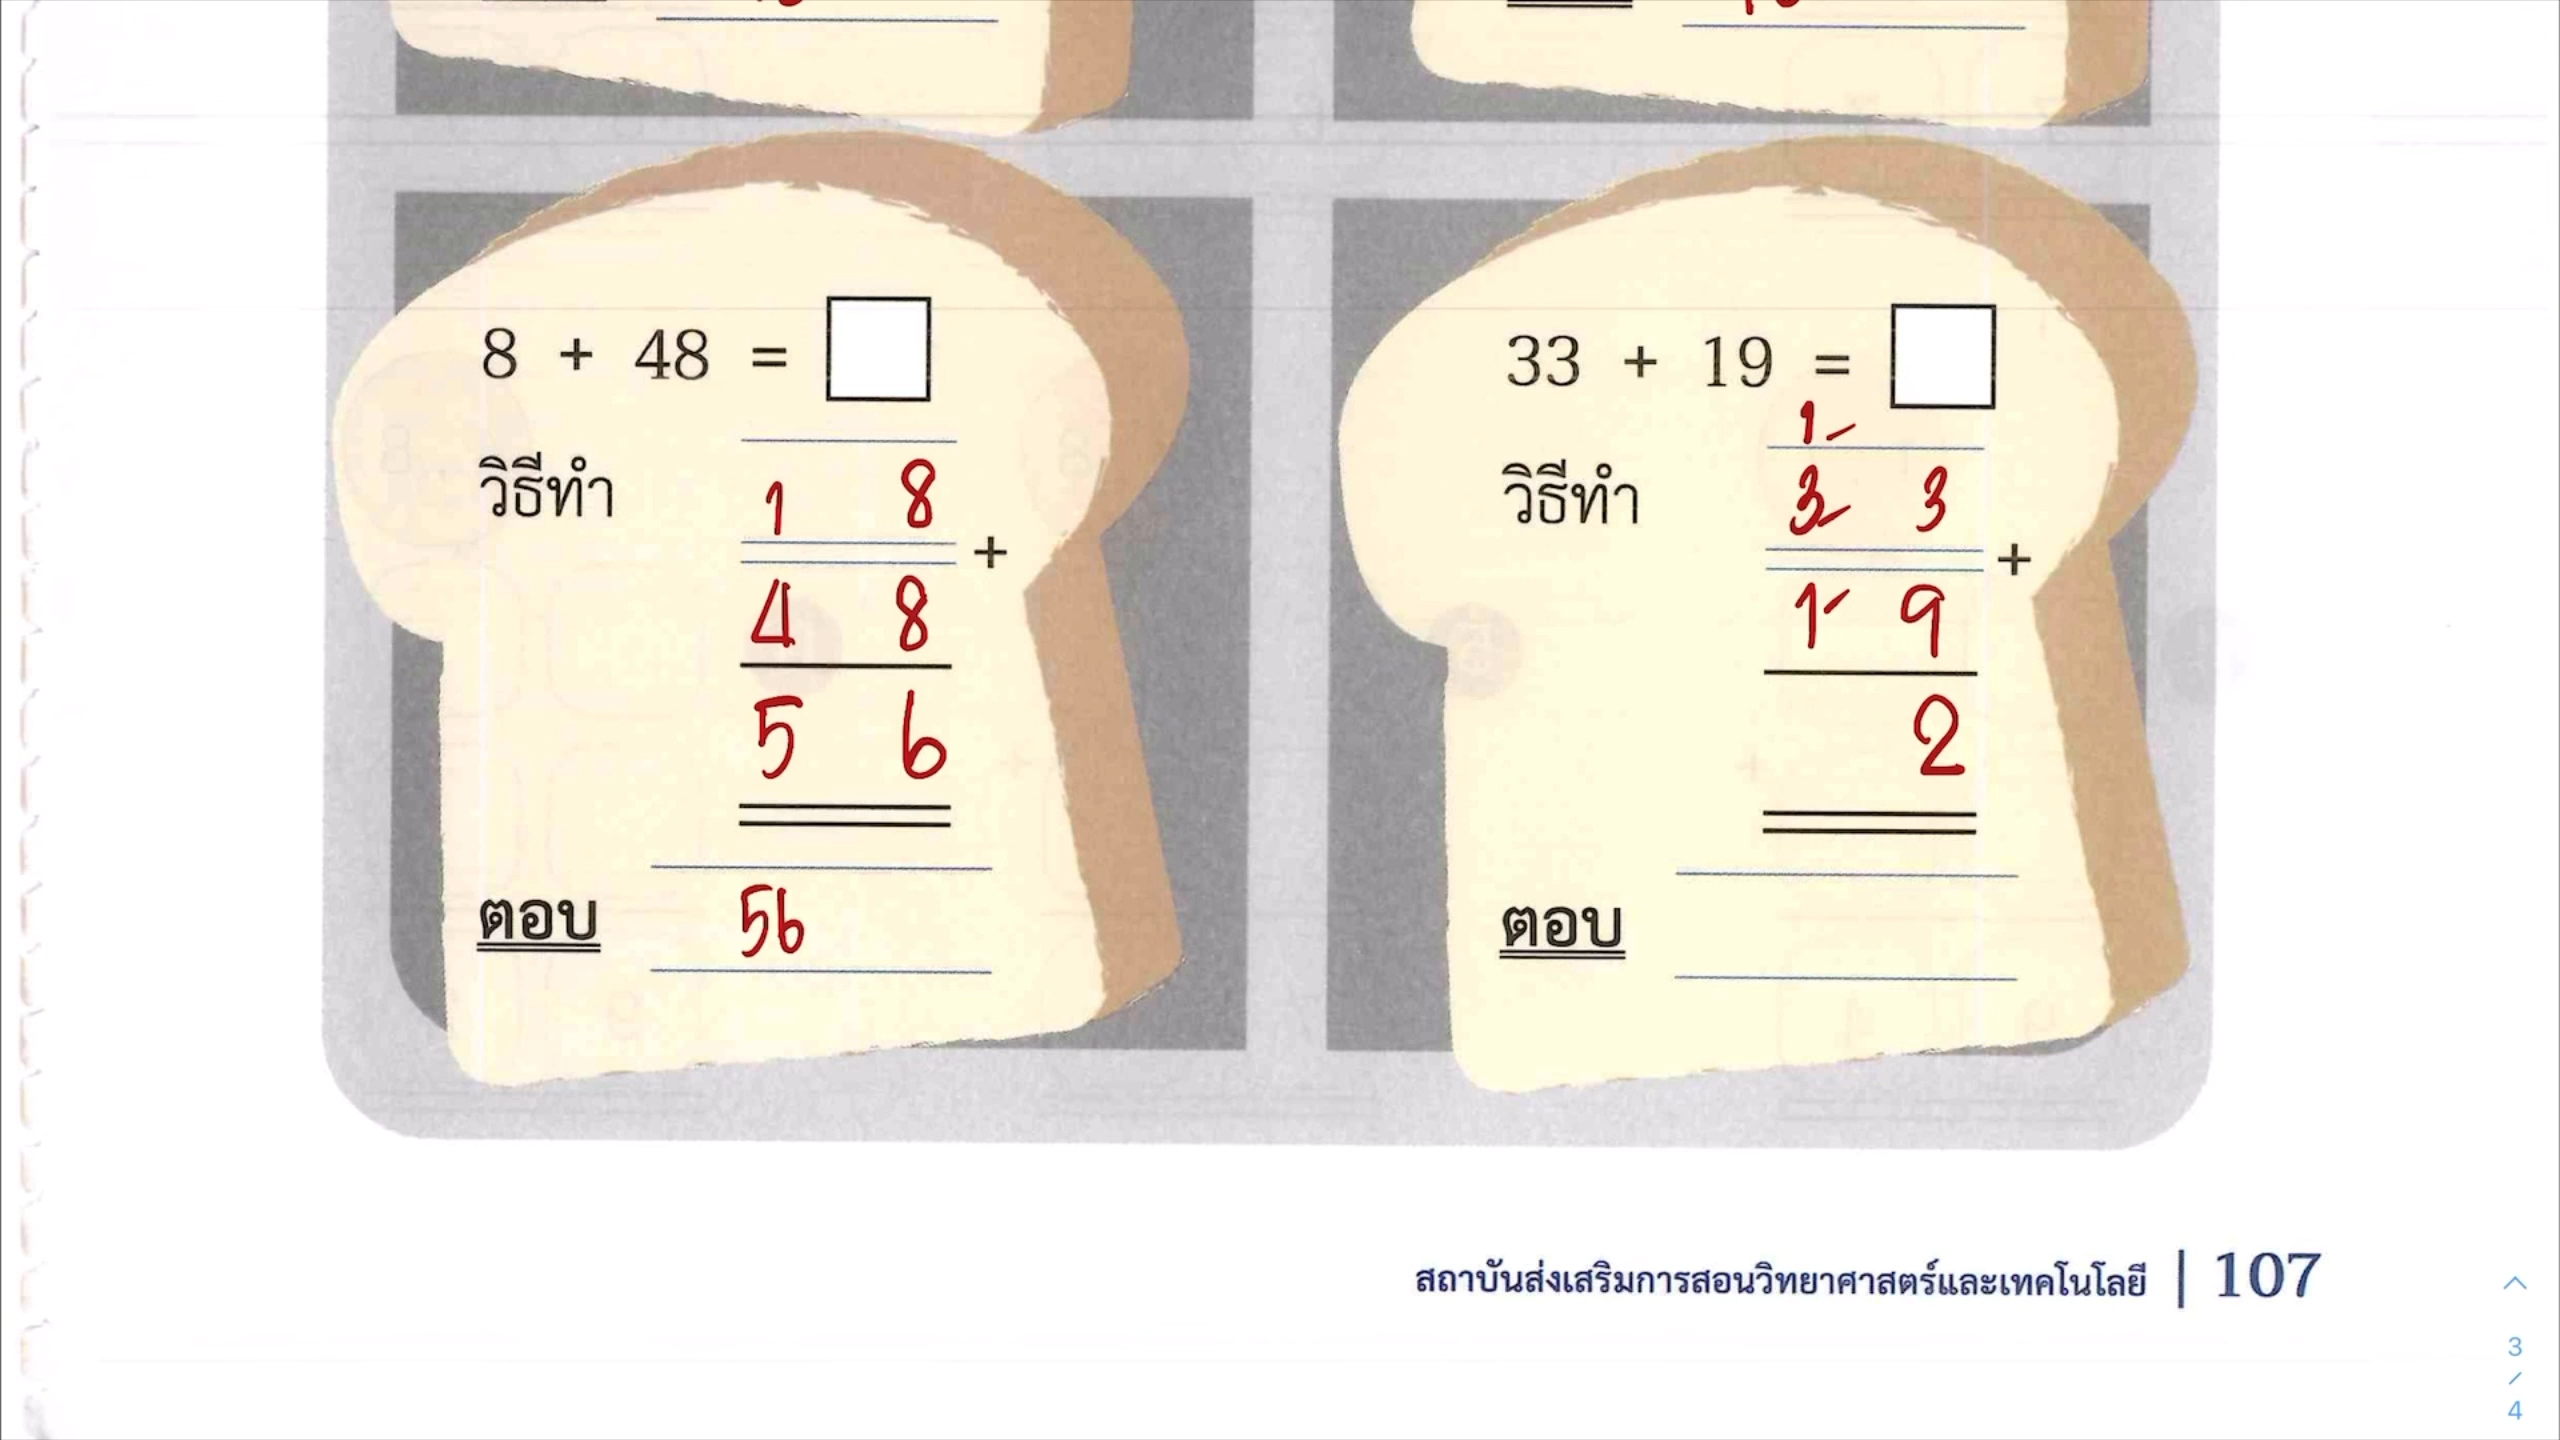 8 + 48 =
วิธีทำ
1 8
+
4 8
5 6
ตอบ 56
33 + 19 =
1
วิธีทำ
3 3
+
1 9
2
ตอบ
สถาบันส่งเสริมการสอนวิทยาศาสตร์และเทคโนโลยี | 107
3
/
4